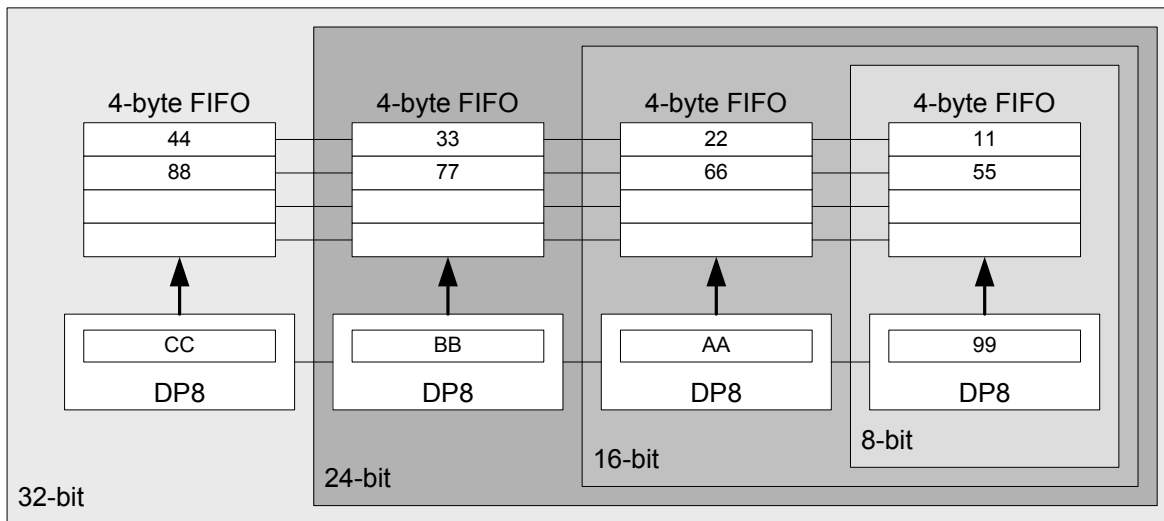 4-byte FIFO 4-byte FIFO 4-byte FIFO 4-byte FIFO
44 33 22 11
88 77 66 55
CC BB AA 99
DP8 DP8 DP8 DP8
8-bit
16-bit
24-bit
32-bit